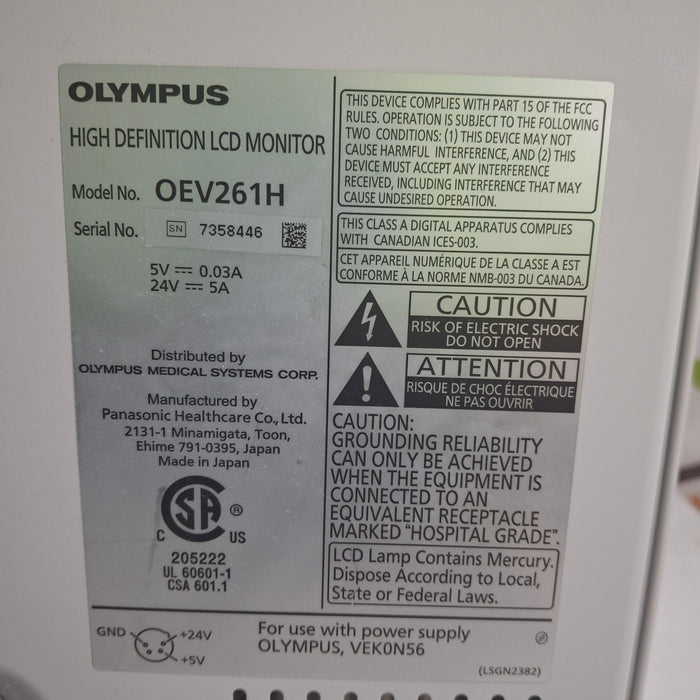 OLYMPUS
HIGH DEFINITION LCD MONITOR
Model No. OEV261H
Serial No. SN 7358446
5V ⎓ 0.03A
24V ⎓ 5A
Distributed by
OLYMPUS MEDICAL SYSTEMS CORP.
Manufactured by
Panasonic Healthcare Co., Ltd.
2131-1 Minamigata, Toon,
Ehime 791-0395, Japan
Made in Japan
SA ®
C US
205222
UL 60601-1
CSA 601.1
THIS DEVICE COMPLIES WITH PART 15 OF THE FCC
RULES. OPERATION IS SUBJECT TO THE FOLLOWING
TWO CONDITIONS: (1) THIS DEVICE MAY NOT
CAUSE HARMFUL INTERFERENCE, AND (2) THIS
DEVICE MUST ACCEPT ANY INTERFERENCE
RECEIVED, INCLUDING INTERFERENCE THAT MAY
CAUSE UNDESIRED OPERATION.
THIS CLASS A DIGITAL APPARATUS COMPLIES
WITH CANADIAN ICES-003.
CET APPAREIL NUMÉRIQUE DE LA CLASSE A EST
CONFORME À LA NORME NMB-003 DU CANADA.
CAUTION
RISK OF ELECTRIC SHOCK
DO NOT OPEN
ATTENTION
RISQUE DE CHOC ÉLECTRIQUE
NE PAS OUVRIR
CAUTION:
GROUNDING RELIABILITY
CAN ONLY BE ACHIEVED
WHEN THE EQUIPMENT IS
CONNECTED TO AN
EQUIVALENT RECEPTACLE
MARKED "HOSPITAL GRADE".
LCD Lamp Contains Mercury.
Dispose According to Local,
State or Federal Laws.
GND +24V
+5V
For use with power supply
OLYMPUS, VEK0N56
(LSGN2382)